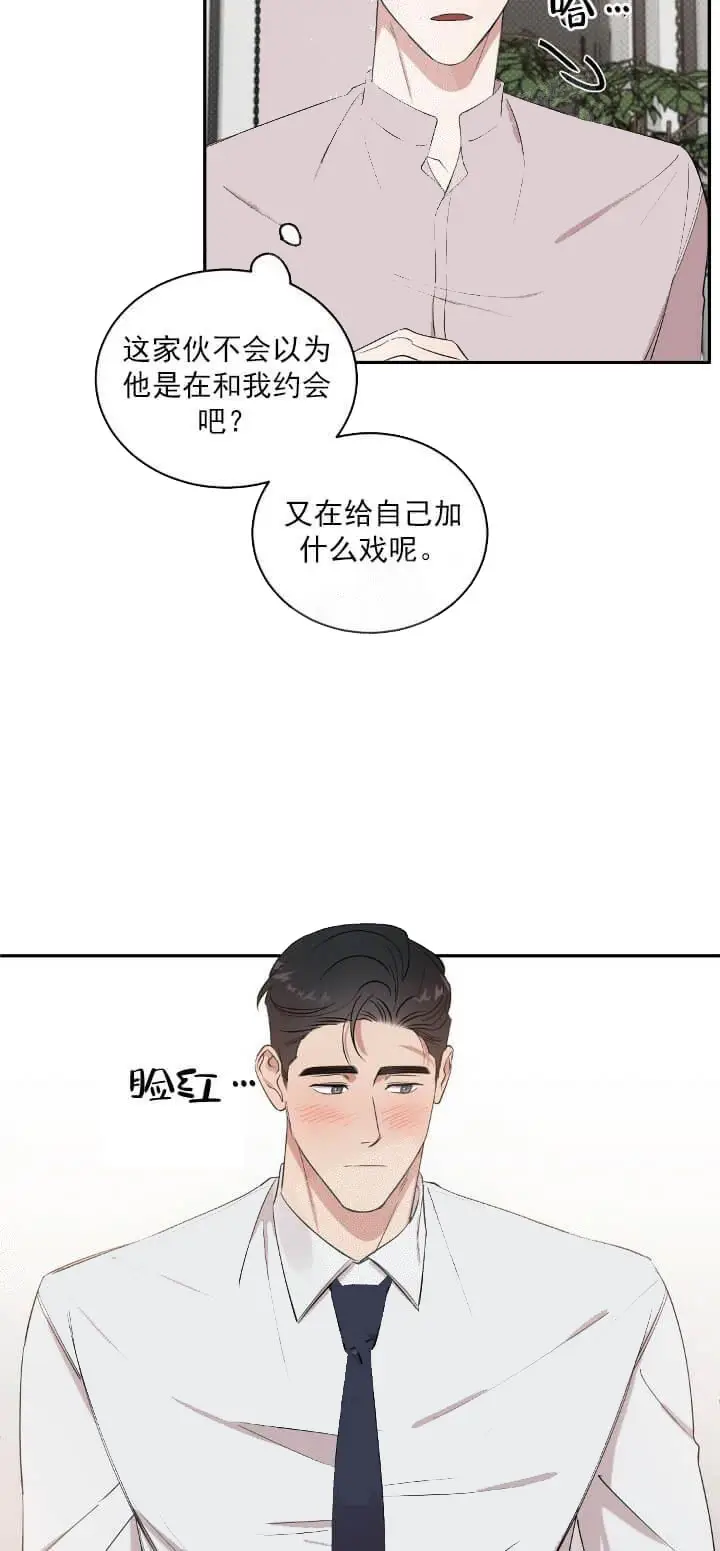 哈…
这家伙不会以为
他是在和我约会
吧？
又在给自己加
什么戏呢。
脸红…